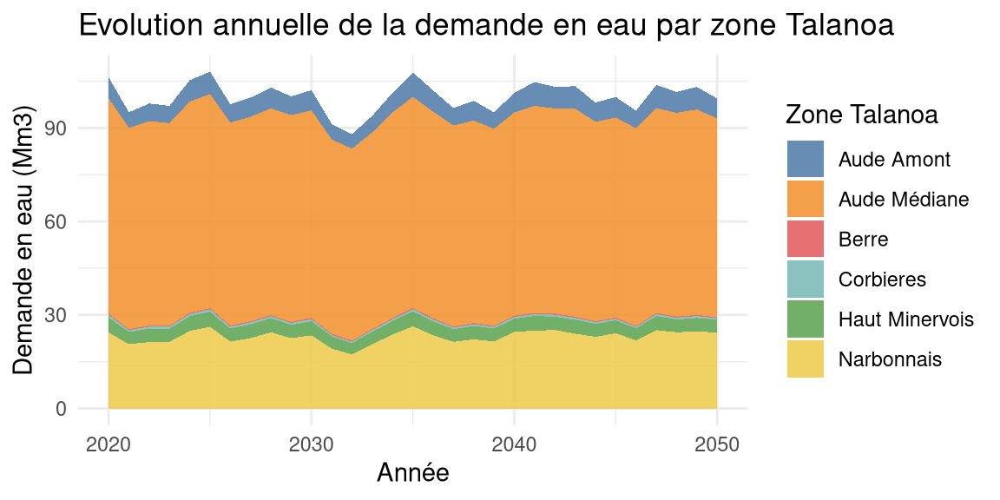 Evolution annuelle de la demande en eau par zone Talanoa
Demande en eau (Mm3)
90
60
30
0
2020
2030
2040
2050
Année
Zone Talanoa
Aude Amont
Aude Médiane
Berre
Corbieres
Haut Minervois
Narbonnais